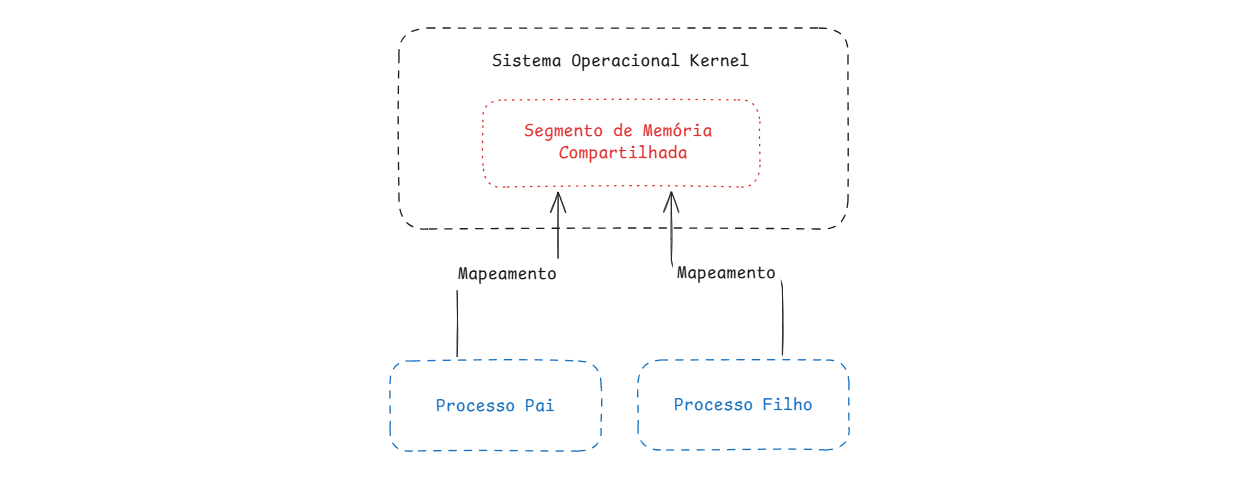 Sistema Operacional Kernel
Segmento de Memória
Compartilhada
Mapeamento
Mapeamento
Processo Pai
Processo Filho